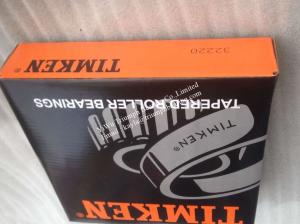 32220
TIMKEN®
TAPERED ROLLER BEARINGS
TIMKEN®
TIMKEN®